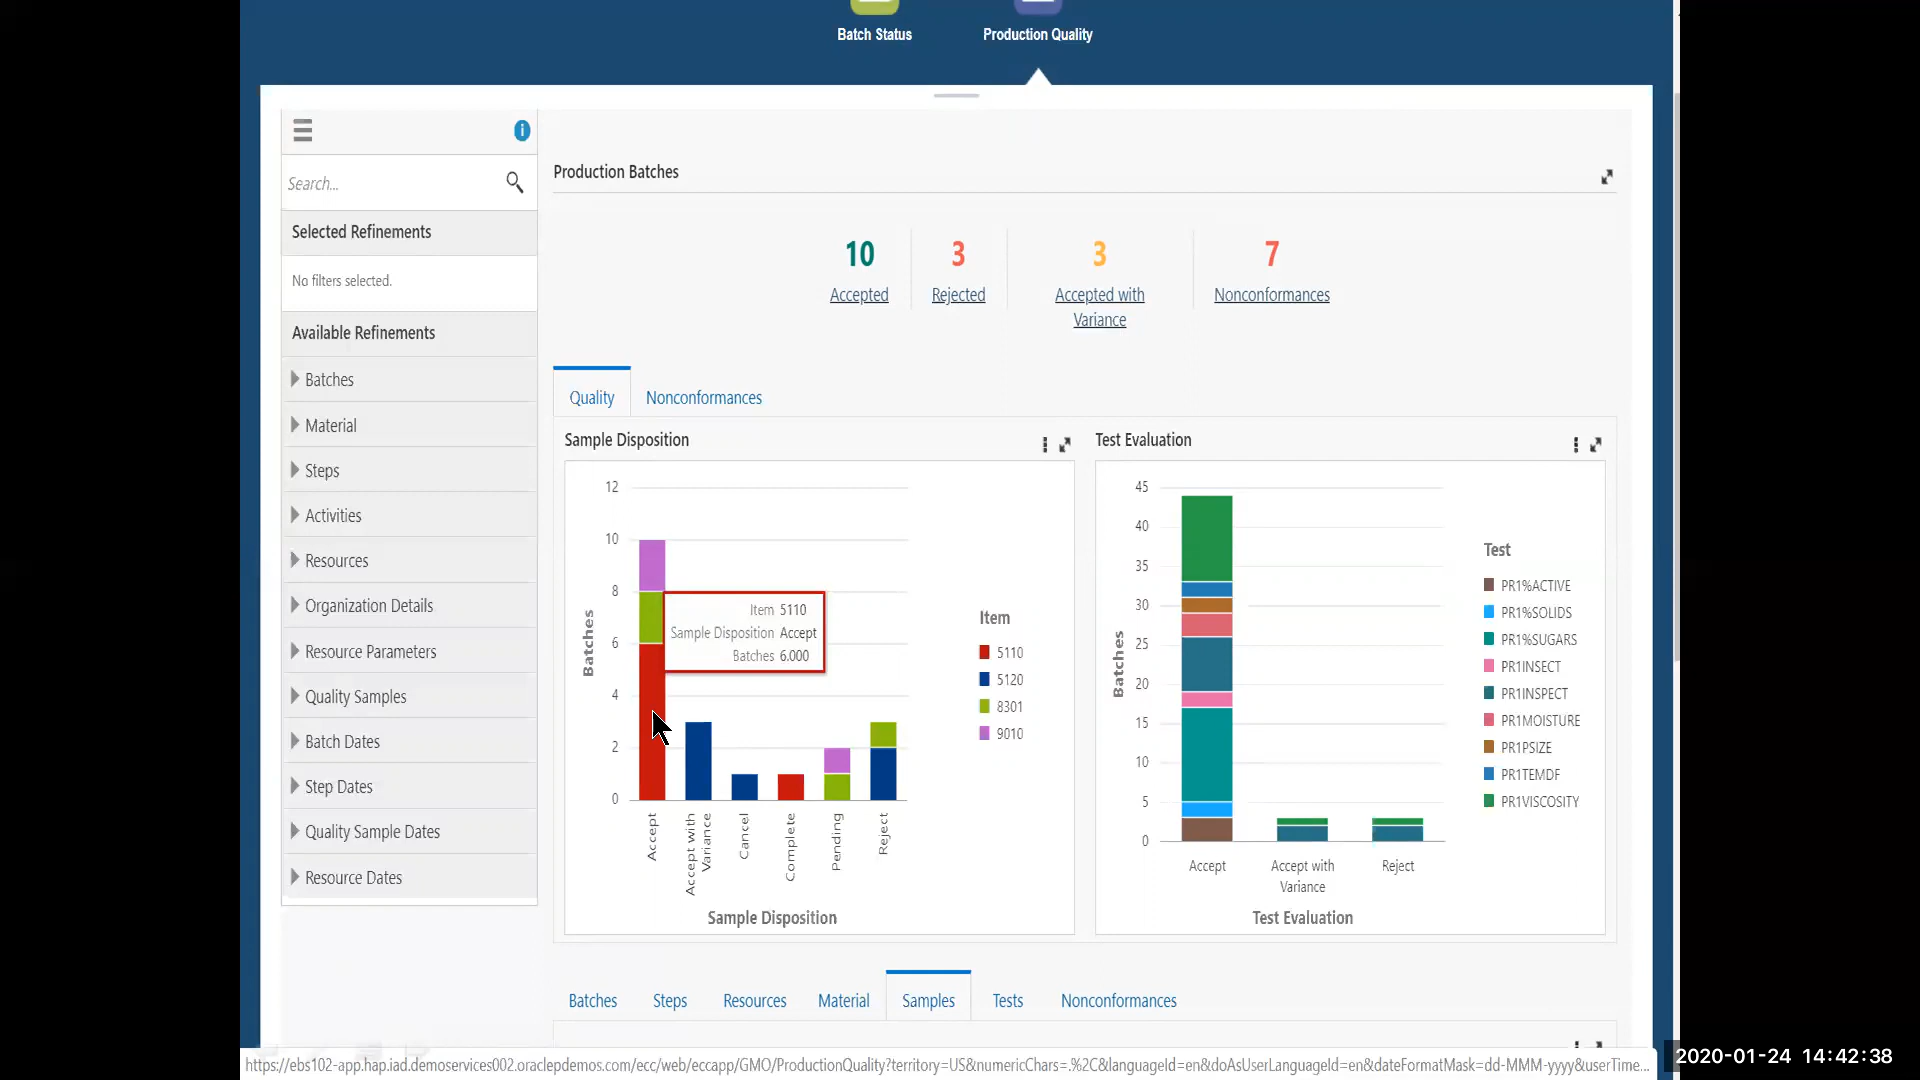 Batch Status
Production Quality
Search...
Selected Refinements
No filters selected.
Available Refinements
Batches
Material
Steps
Activities
Resources
Organization Details
Resource Parameters
Quality Samples
Batch Dates
Step Dates
Quality Sample Dates
Resource Dates
Production Batches
10
Accepted
3
Rejected
3
Accepted with
Variance
7
Nonconformances
Quality
Nonconformances
Sample Disposition
12
10
8
6
4
2
0
Batches
Item 5110
Sample Disposition Accept
Batches 6.000
Accept
Accept with
Variance
Cancel
Complete
Pending
Reject
Sample Disposition
Item
5110
5120
8301
9010
Test Evaluation
45
40
35
30
25
20
15
10
5
0
Batches
Accept
Accept with
Variance
Reject
Test Evaluation
Test
PR1%ACTIVE
PR1%SOLIDS
PR1%SUGARS
PR1INSECT
PR1INSPECT
PR1MOISTURE
PR1PSIZE
PR1TEMDF
PR1VISCOSITY
Batches
Steps
Resources
Material
Samples
Tests
Nonconformances
https://ebs102-app.hap.iad.demoservices002.oraclepdemos.com/ecc/web/eccapp/GMO/ProductionQuality?territory=US&numericChars=.%2C&languageId=en&doAsUserLanguageId=en&dateFormatMask=dd-MMM-yyyy&userTime...
2020-01-24 14:42:38